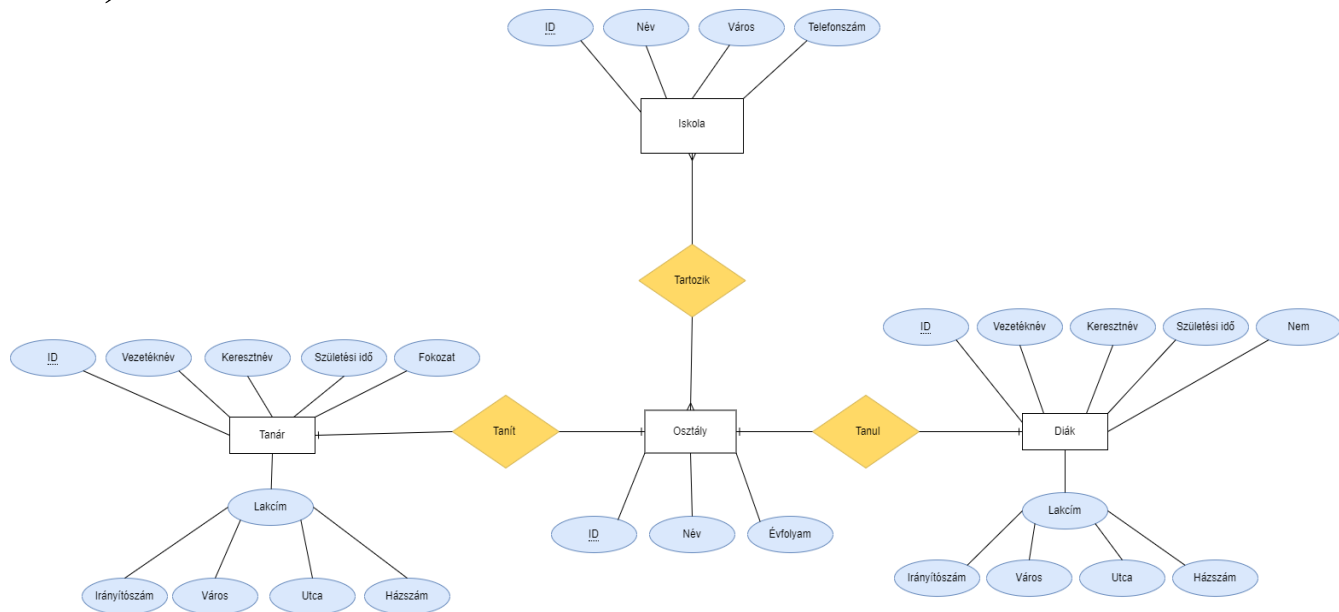 ID
Név
Város
Telefonszám
Iskola
Tartozik
ID
Vezetéknév
Keresztnév
Születési idő
Nem
ID
Vezetéknév
Keresztnév
Születési idő
Fokozat
Tanár
Tanít
Osztály
Tanul
Diák
Lakcím
Lakcím
ID
Név
Évfolyam
Irányítószám
Város
Utca
Házszám
Irányítószám
Város
Utca
Házszám